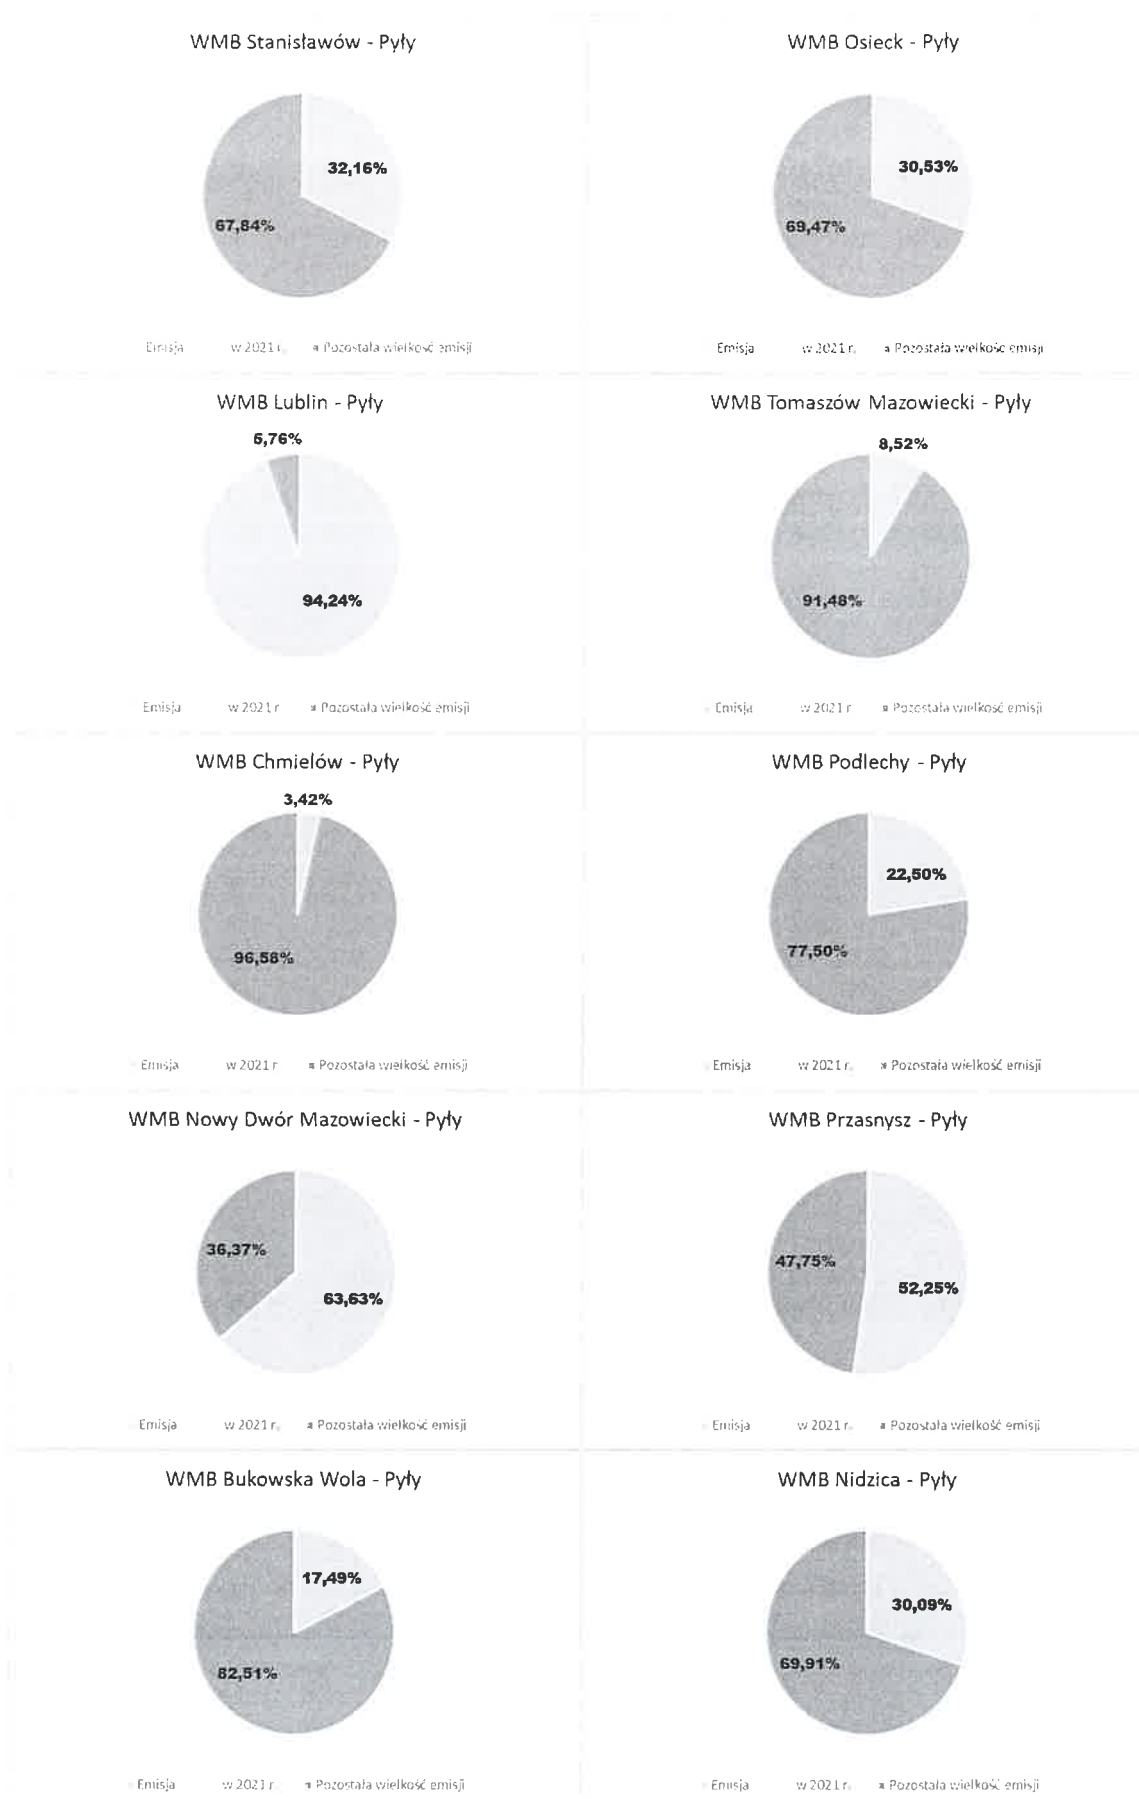 WMB Stanisławów - Pyły
32,16%
67,84%
Emisja w 2021 r. Pozostała wielkość emisji
WMB Osieck - Pyły
30,53%
69,47%
Emisja w 2021 r. Pozostała wielkość emisji
WMB Lublin - Pyły
5,76%
94,24%
Emisja w 2021 r Pozostała wielkość emisji
WMB Tomaszów Mazowiecki - Pyły
8,52%
91,48%
Emisja w 2021 r Pozostała wielkość emisji
WMB Chmielów - Pyły
3,42%
96,58%
Emisja w 2021 r Pozostała wielkość emisji
WMB Podlechy - Pyły
22,50%
77,50%
Emisja w 2021 r. Pozostała wielkość emisji
WMB Nowy Dwór Mazowiecki - Pyły
36,37%
63,63%
Emisja w 2021 r. Pozostała wielkość emisji
WMB Przasnysz - Pyły
47,75%
52,25%
Emisja w 2021 r. Pozostała wielkość emisji
WMB Bukowska Wola - Pyły
17,49%
82,51%
Emisja w 2021 r. Pozostała wielkość emisji
WMB Nidzica - Pyły
30,09%
69,91%
Emisja w 2021 r. Pozostała wielkość emisji